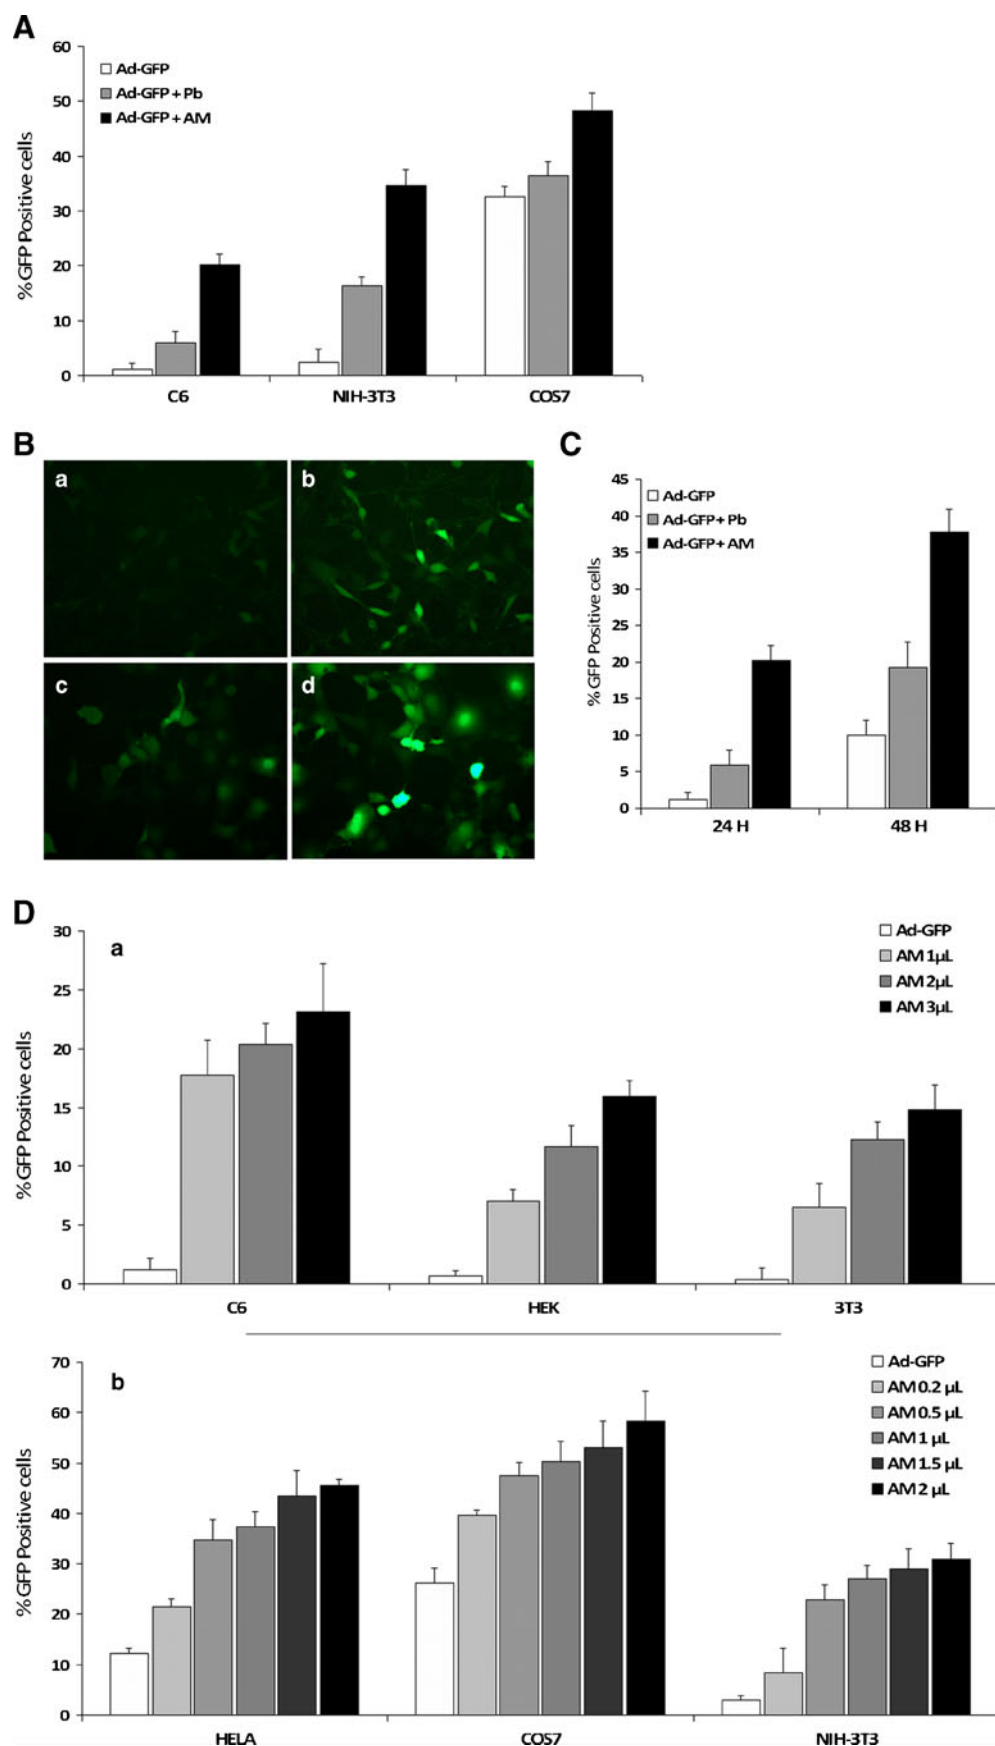 A
60
50
40
30
20
10
0
% GFP Positive cells
Ad-GFP
Ad-GFP + Pb
Ad-GFP + AM
C6 NIH-3T3 COS7
B
a b
c d
C
45
40
35
30
25
20
15
10
5
0
% GFP Positive cells
Ad-GFP
Ad-GFP + Pb
Ad-GFP + AM
24 H 48 H
D
a
30
25
20
15
10
5
0
% GFP Positive cells
Ad-GFP
AM 1µL
AM 2µL
AM 3µL
C6 HEK 3T3
b
70
60
50
40
30
20
10
0
% GFP Positive cells
Ad-GFP
AM 0.2 µL
AM 0.5 µL
AM 1 µL
AM 1.5 µL
AM 2 µL
HELA COS7 NIH-3T3